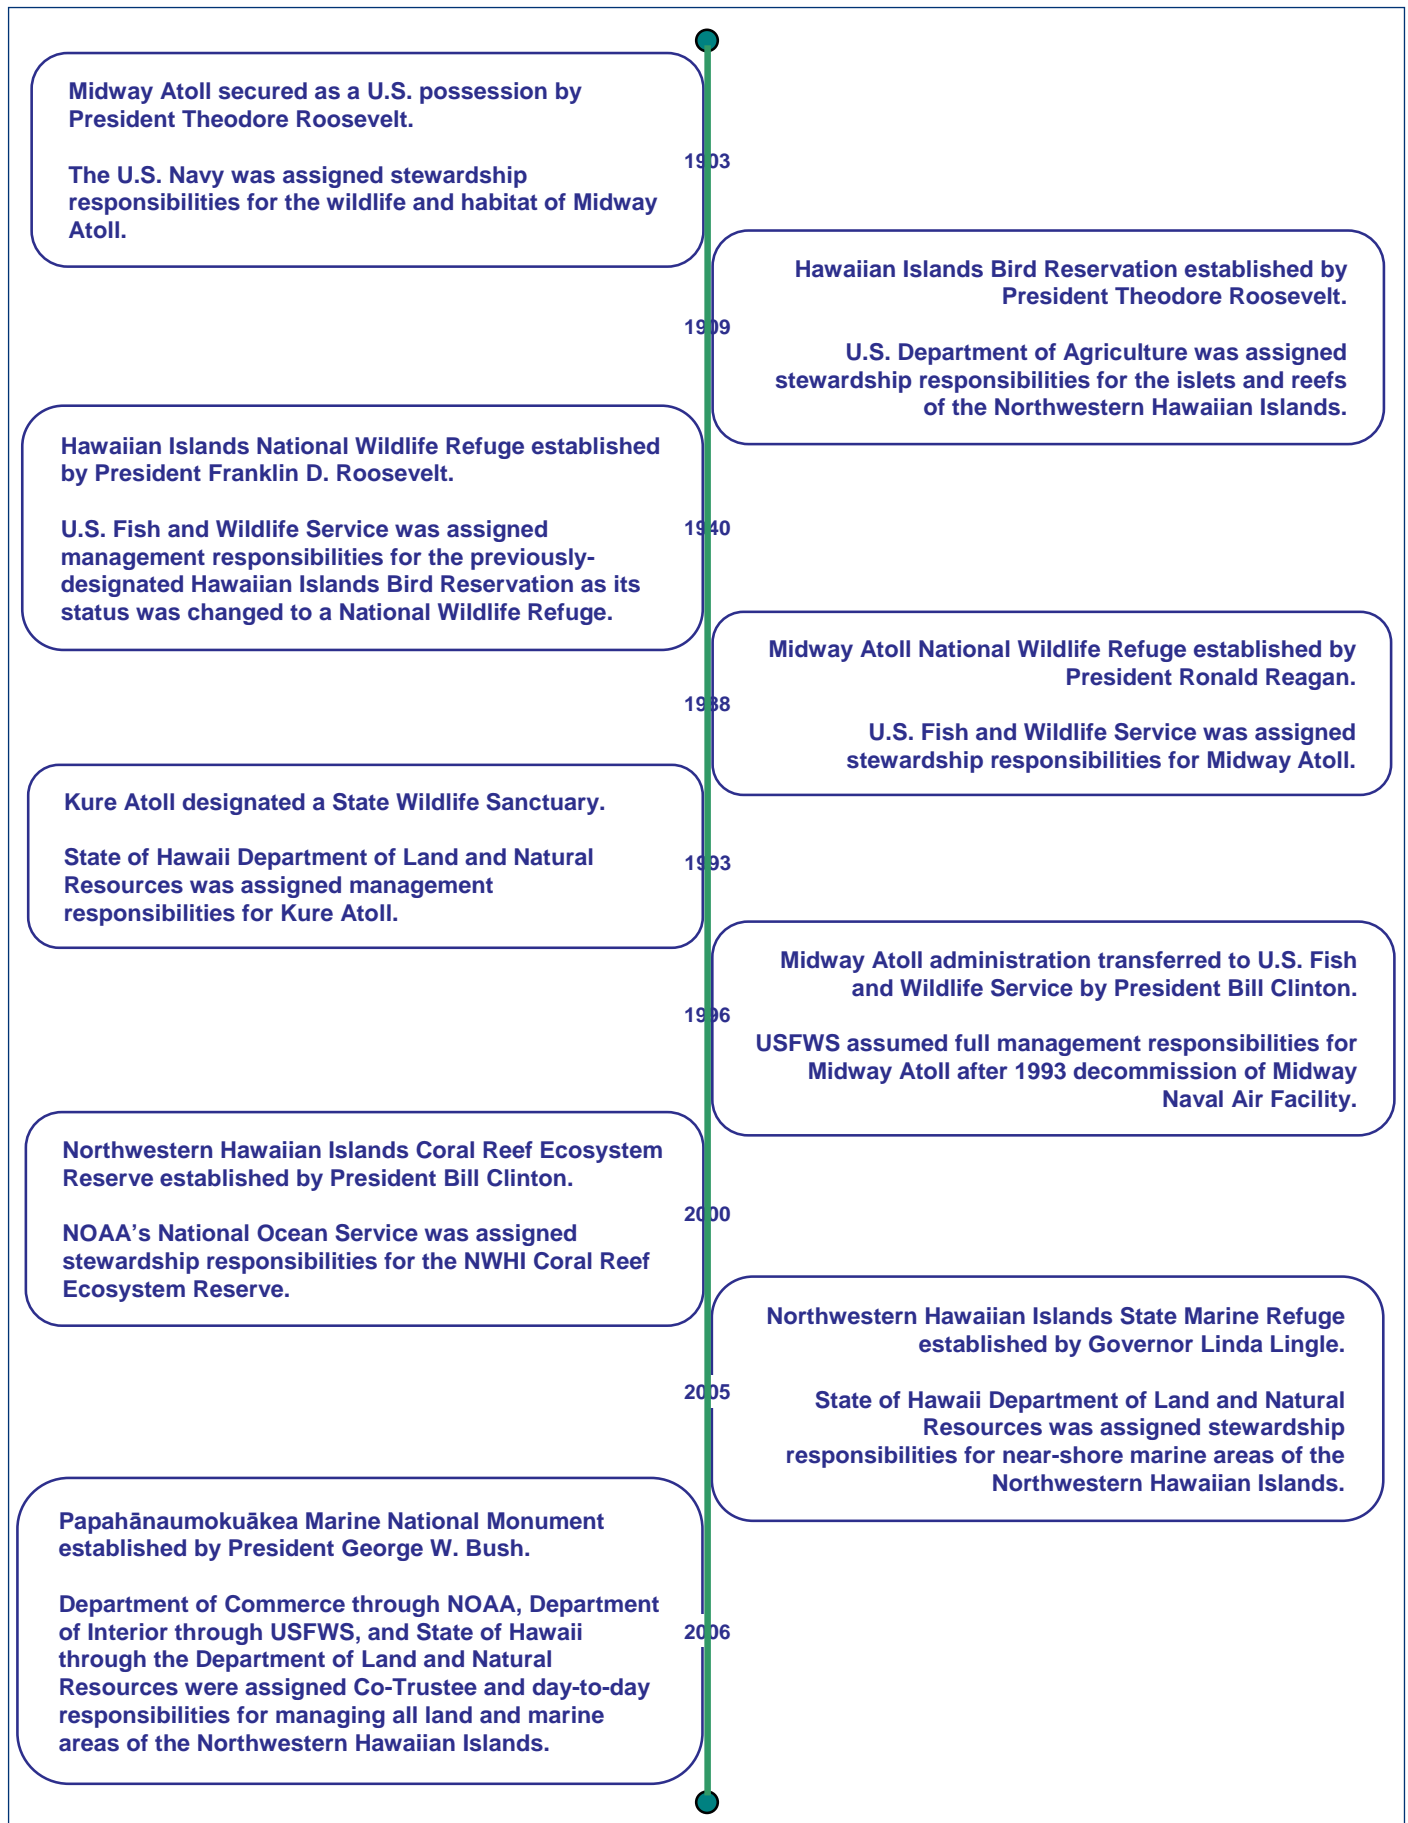 Midway Atoll secured as a U.S. possession by
President Theodore Roosevelt.
The U.S. Navy was assigned stewardship
responsibilities for the wildlife and habitat of Midway
Atoll.
1903
Hawaiian Islands Bird Reservation established by
President Theodore Roosevelt.
U.S. Department of Agriculture was assigned
stewardship responsibilities for the islets and reefs
of the Northwestern Hawaiian Islands.
1909
Hawaiian Islands National Wildlife Refuge established
by President Franklin D. Roosevelt.
U.S. Fish and Wildlife Service was assigned
management responsibilities for the previously-
designated Hawaiian Islands Bird Reservation as its
status was changed to a National Wildlife Refuge.
1940
Midway Atoll National Wildlife Refuge established by
President Ronald Reagan.
U.S. Fish and Wildlife Service was assigned
stewardship responsibilities for Midway Atoll.
1988
Kure Atoll designated a State Wildlife Sanctuary.
State of Hawaii Department of Land and Natural
Resources was assigned management
responsibilities for Kure Atoll.
1993
Midway Atoll administration transferred to U.S. Fish
and Wildlife Service by President Bill Clinton.
USFWS assumed full management responsibilities for
Midway Atoll after 1993 decommission of Midway
Naval Air Facility.
1996
Northwestern Hawaiian Islands Coral Reef Ecosystem
Reserve established by President Bill Clinton.
NOAA’s National Ocean Service was assigned
stewardship responsibilities for the NWHI Coral Reef
Ecosystem Reserve.
2000
Northwestern Hawaiian Islands State Marine Refuge
established by Governor Linda Lingle.
State of Hawaii Department of Land and Natural
Resources was assigned stewardship
responsibilities for near-shore marine areas of the
Northwestern Hawaiian Islands.
2005
Papahānaumokuākea Marine National Monument
established by President George W. Bush.
Department of Commerce through NOAA, Department
of Interior through USFWS, and State of Hawaii
through the Department of Land and Natural
Resources were assigned Co-Trustee and day-to-day
responsibilities for managing all land and marine
areas of the Northwestern Hawaiian Islands.
2006